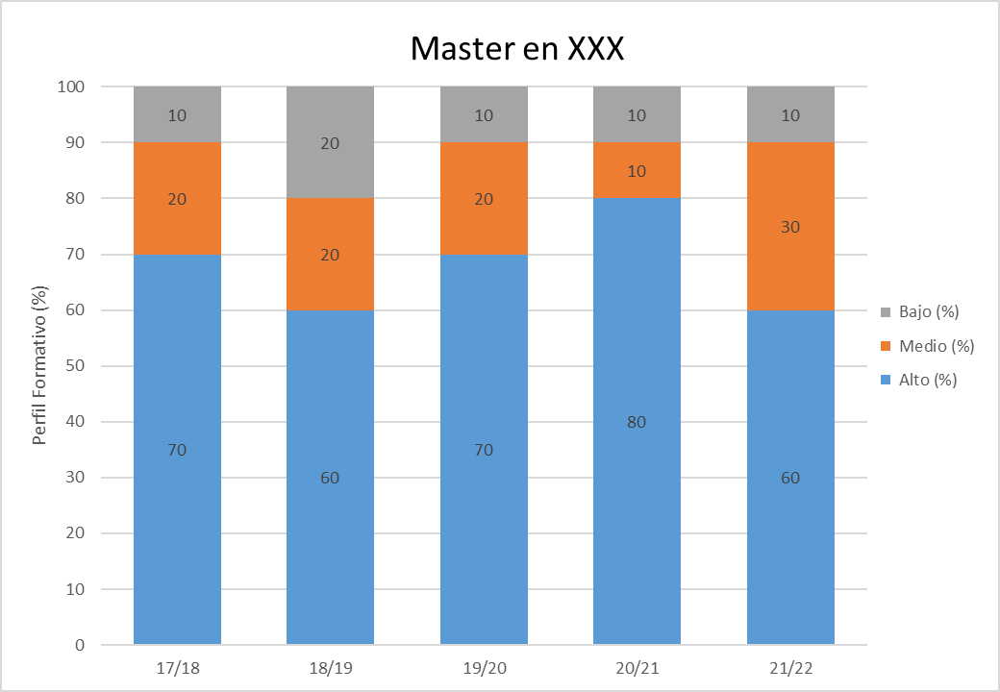 Master en XXX
Perfil Formativo (%)
100
90
80
70
60
50
40
30
20
10
0
10 20 10 10 10
20 20 20 10 30
70 60 70 80 60
17/18 18/19 19/20 20/21 21/22
Bajo (%)
Medio (%)
Alto (%)